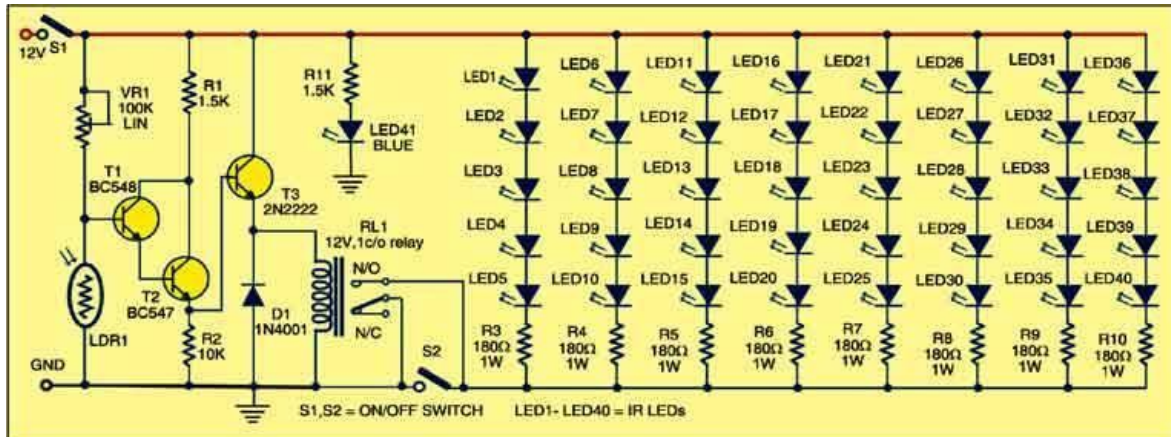 12V
S1
VR1
100K
LIN
R1
1.5K
T1
BC548
T2
BC547
LDR1
GND
R2
10K
T3
2N2222
D1
1N4001
R11
1.5K
LED41
BLUE
RL1
12V,1c/o relay
N/O
N/C
S2
S1,S2 = ON/OFF SWITCH
LED1- LED40 = IR LEDs
LED1
LED2
LED3
LED4
LED5
R3
180Ω
1W
LED6
LED7
LED8
LED9
LED10
R4
180Ω
1W
LED11
LED12
LED13
LED14
LED15
R5
180Ω
1W
LED16
LED17
LED18
LED19
LED20
R6
180Ω
1W
LED21
LED22
LED23
LED24
LED25
R7
180Ω
1W
LED26
LED27
LED28
LED29
LED30
R8
180Ω
1W
LED31
LED32
LED33
LED34
LED35
R9
180Ω
1W
LED36
LED37
LED38
LED39
LED40
R10
180Ω
1W